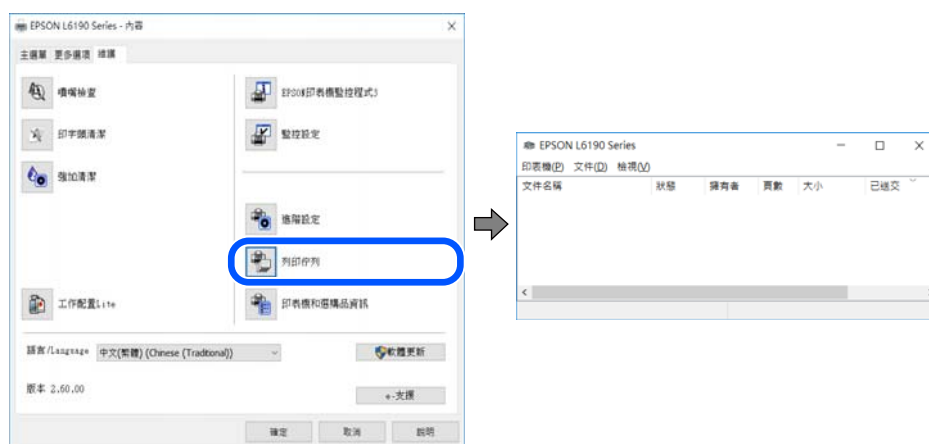 EPSON L6190 Series - 內容
主選單 更多選項 維護
噴嘴檢查
EPSON印表機監控程式3
印字頭清潔
監控設定
強加清潔
進階設定
列印佇列
工作配置Lite
印表機和選購品資訊
語言/Language 中文(繁體) (Chinese (Traditional))
軟體更新
版本 2.60.00
e-支援
確定 取消 說明
EPSON L6190 Series
印表機(P) 文件(D) 檢視(V)
文件名稱 狀態 擁有者 頁數 大小 已送交